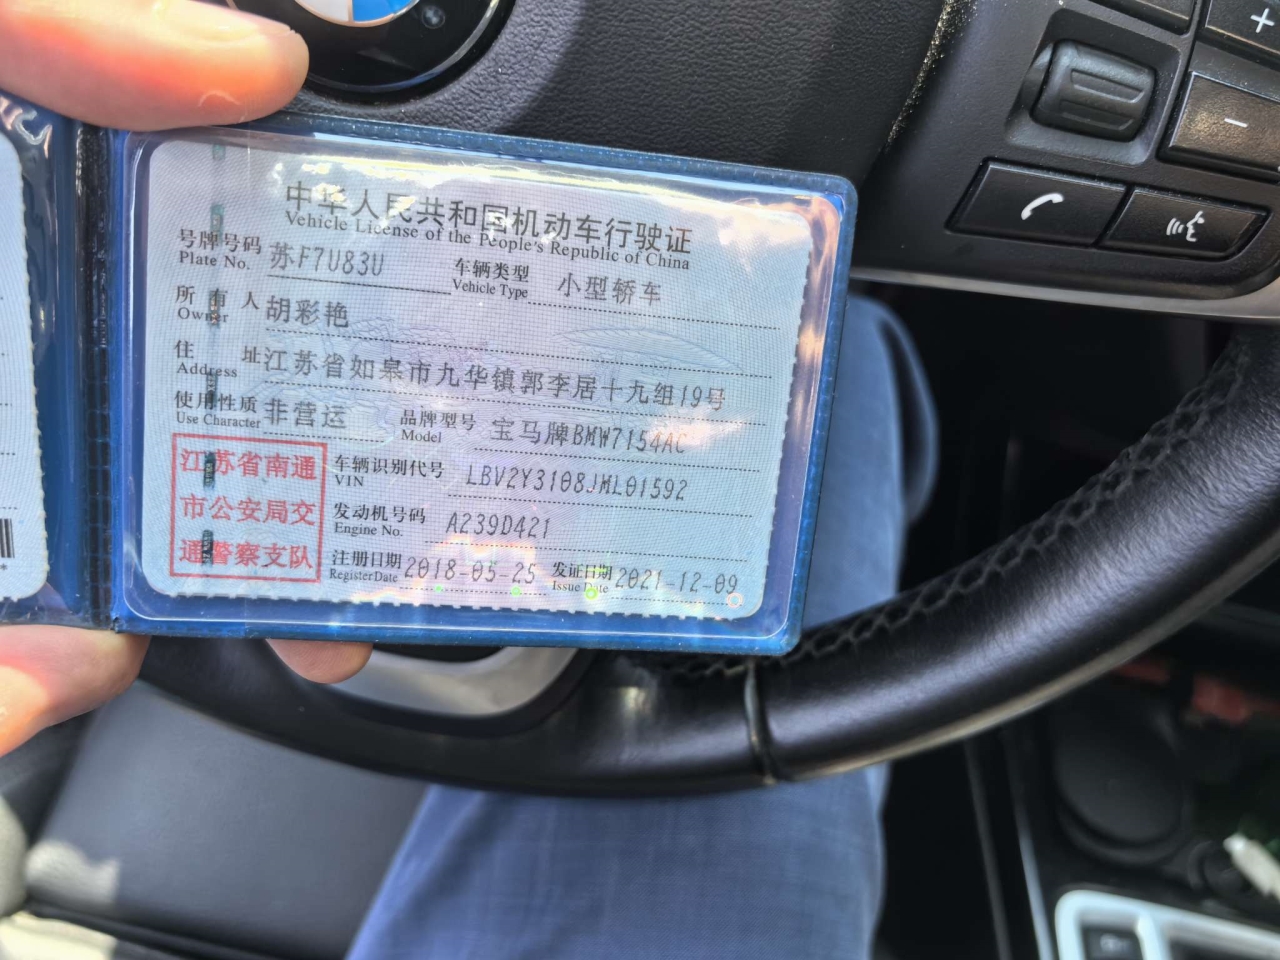 中华人民共和国机动车行驶证
Vehicle License of the People's Republic of China
号牌号码 苏F7U83U 车辆类型 小型轿车
Plate No. Vehicle Type
所有人 胡彩艳
Owner
住址 江苏省如皋市九华镇郭李居十九组19号
Address
使用性质 非营运 品牌型号 宝马牌BMW7154AC
Use Character Model
江苏省南通
市公安局交
通警察支队
车辆识别代号 LBV2Y3108JML01592
VIN
发动机号码 A239D421
Engine No.
注册日期 2018-05-25 发证日期 2021-12-09
Register Date Issue Date
+
−